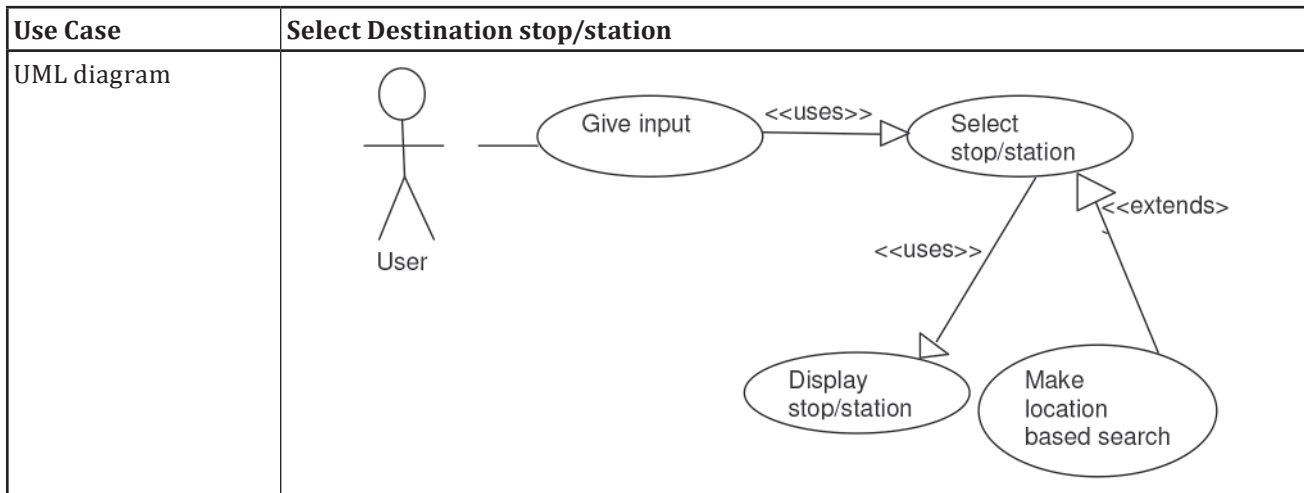 Use Case
Select Destination stop/station
UML diagram
Give input
<<uses>>
Select
stop/station
<<extends>
User
<<uses>>
Display
stop/station
Make
location
based search